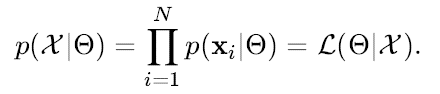 p(𝒳|Θ) = ∏_{i=1}^{N} p(𝐱_i|Θ) = ℒ(Θ|𝒳).